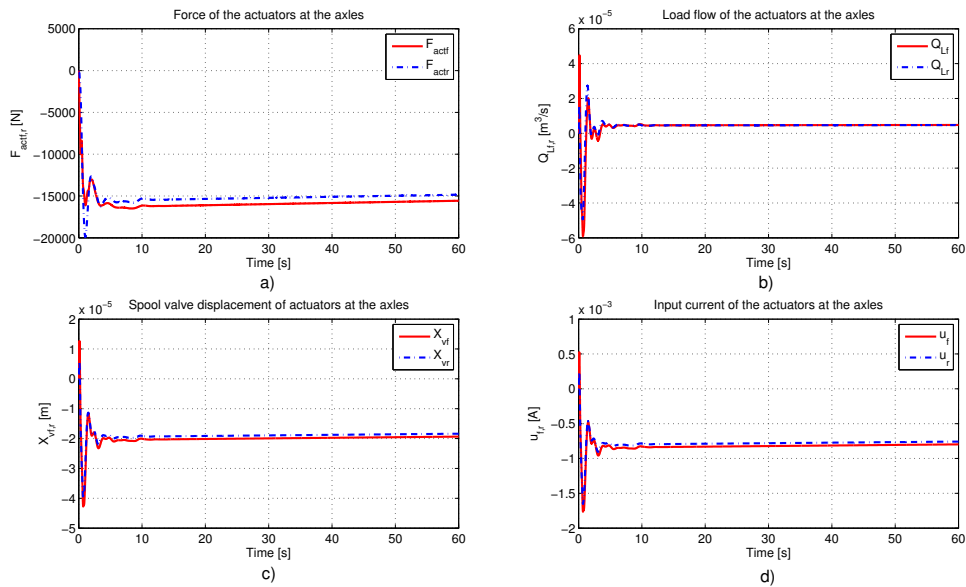 Force of the actuators at the axles
5000
0
−5000
−10000
−15000
−20000
F_actf,r [N]
F_actf
F_actr
0 10 20 30 40 50 60
Time [s]
a)
Load flow of the actuators at the axles
x 10^−5
6
4
2
0
−2
−4
−6
Q_Lf,r [m^3/s]
Q_Lf
Q_Lr
0 10 20 30 40 50 60
Time [s]
b)
Spool valve displacement of actuators at the axles
x 10^−5
2
1
0
−1
−2
−3
−4
−5
X_vf,r [m]
X_vf
X_vr
0 10 20 30 40 50 60
Time [s]
c)
Input current of the actuators at the axles
x 10^−3
1
0.5
0
−0.5
−1
−1.5
−2
u_f,r [A]
u_f
u_r
0 10 20 30 40 50 60
Time [s]
d)